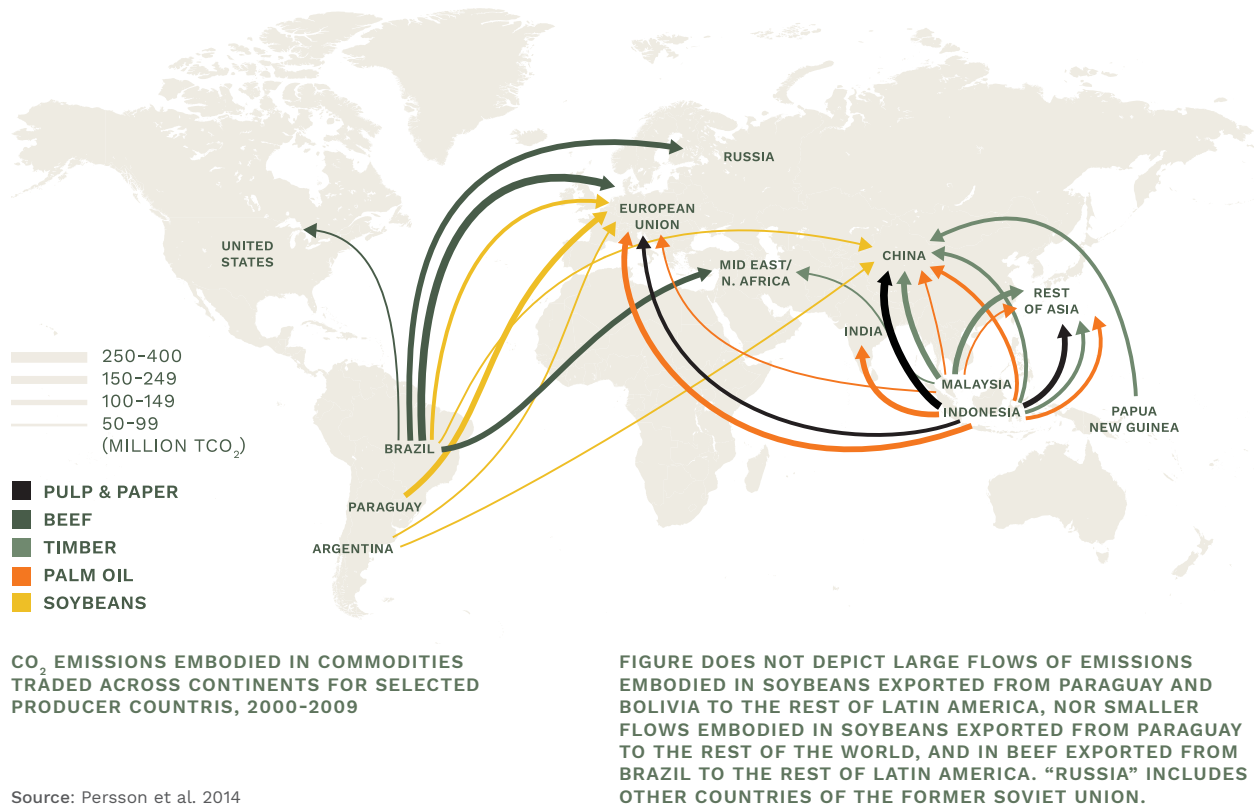 RUSSIA
EUROPEAN
UNION
UNITED
STATES
MID EAST/
N. AFRICA
CHINA
REST
OF ASIA
INDIA
MALAYSIA
INDONESIA
PAPUA
NEW GUINEA
BRAZIL
PARAGUAY
ARGENTINA
250-400
150-249
100-149
50-99
(MILLION TCO₂)
PULP & PAPER
BEEF
TIMBER
PALM OIL
SOYBEANS
CO₂ EMISSIONS EMBODIED IN COMMODITIES
TRADED ACROSS CONTINENTS FOR SELECTED
PRODUCER COUNTRIS, 2000-2009
Source: Persson et al. 2014
FIGURE DOES NOT DEPICT LARGE FLOWS OF EMISSIONS
EMBODIED IN SOYBEANS EXPORTED FROM PARAGUAY AND
BOLIVIA TO THE REST OF LATIN AMERICA, NOR SMALLER
FLOWS EMBODIED IN SOYBEANS EXPORTED FROM PARAGUAY
TO THE REST OF THE WORLD, AND IN BEEF EXPORTED FROM
BRAZIL TO THE REST OF LATIN AMERICA. “RUSSIA” INCLUDES
OTHER COUNTRIES OF THE FORMER SOVIET UNION.